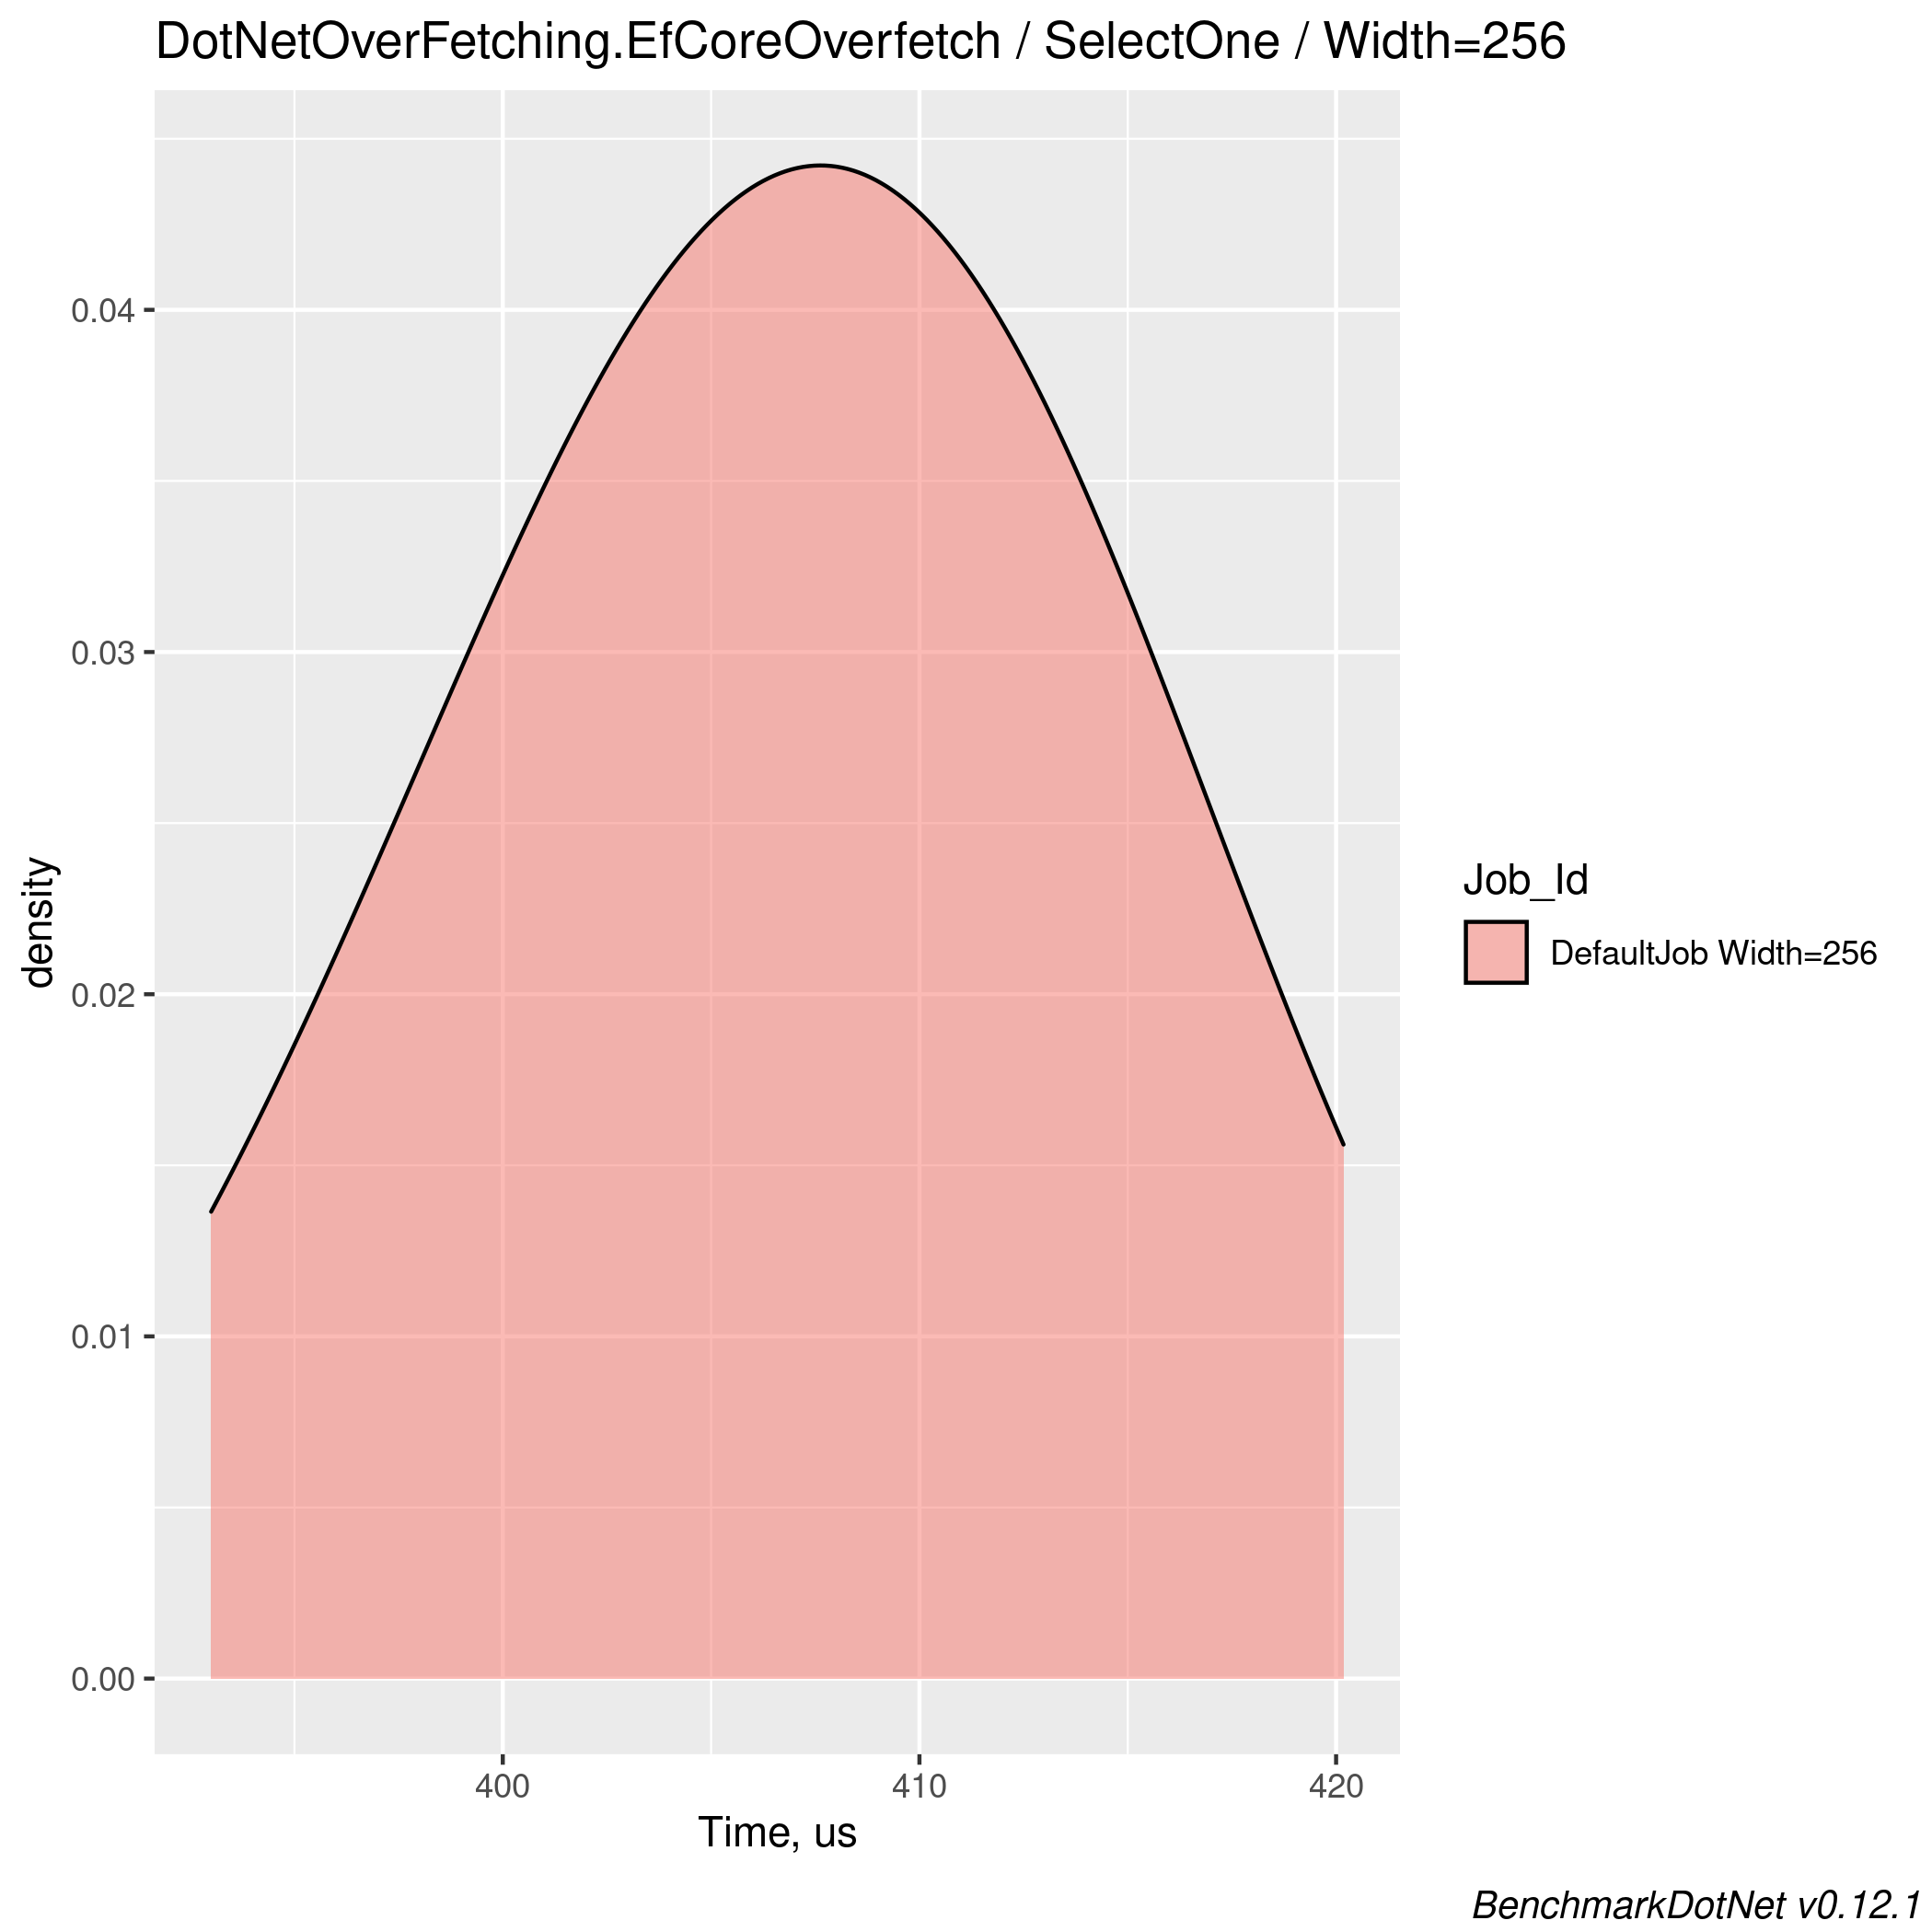 DotNetOverFetching.EfCoreOverfetch / SelectOne / Width=256
density
0.04
0.03
0.02
0.01
0.00
400 410 420
Time, us
Job_Id
DefaultJob Width=256
BenchmarkDotNet v0.12.1